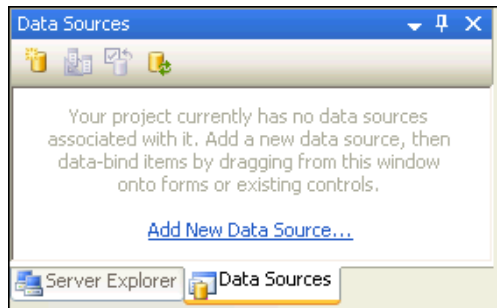 Data Sources
Your project currently has no data sources
associated with it. Add a new data source, then
data-bind items by dragging from this window
onto forms or existing controls.
Add New Data Source...
Server Explorer
Data Sources